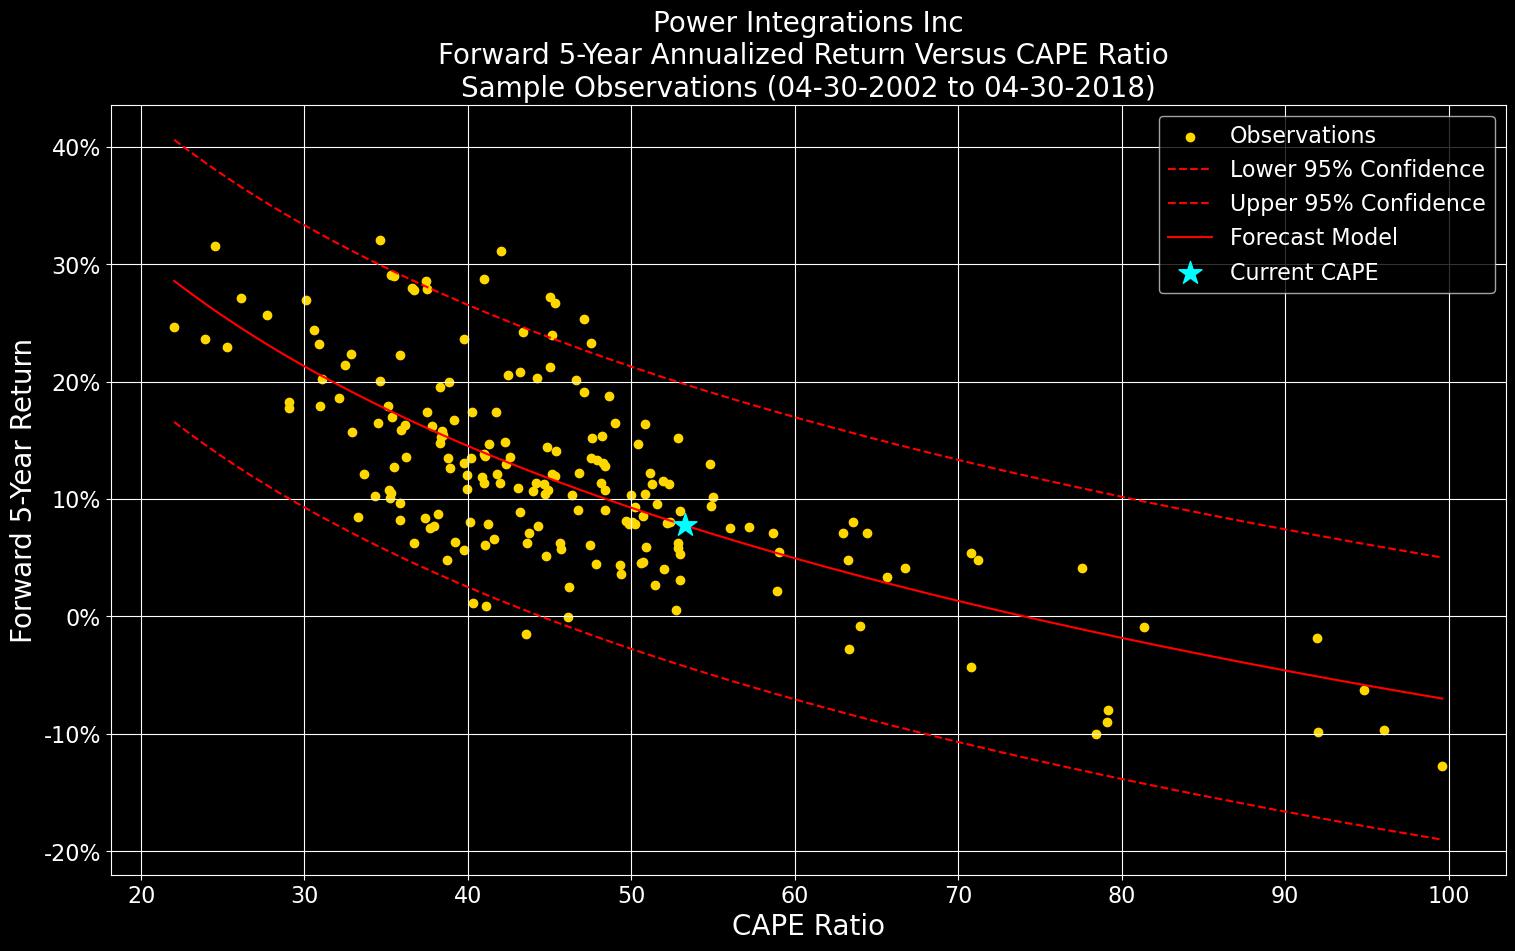 Power Integrations Inc
Forward 5-Year Annualized Return Versus CAPE Ratio
Sample Observations (04-30-2002 to 04-30-2018)
Observations
Lower 95% Confidence
Upper 95% Confidence
Forecast Model
Current CAPE
Forward 5-Year Return
40%
30%
20%
10%
0%
-10%
-20%
20 30 40 50 60 70 80 90 100
CAPE Ratio